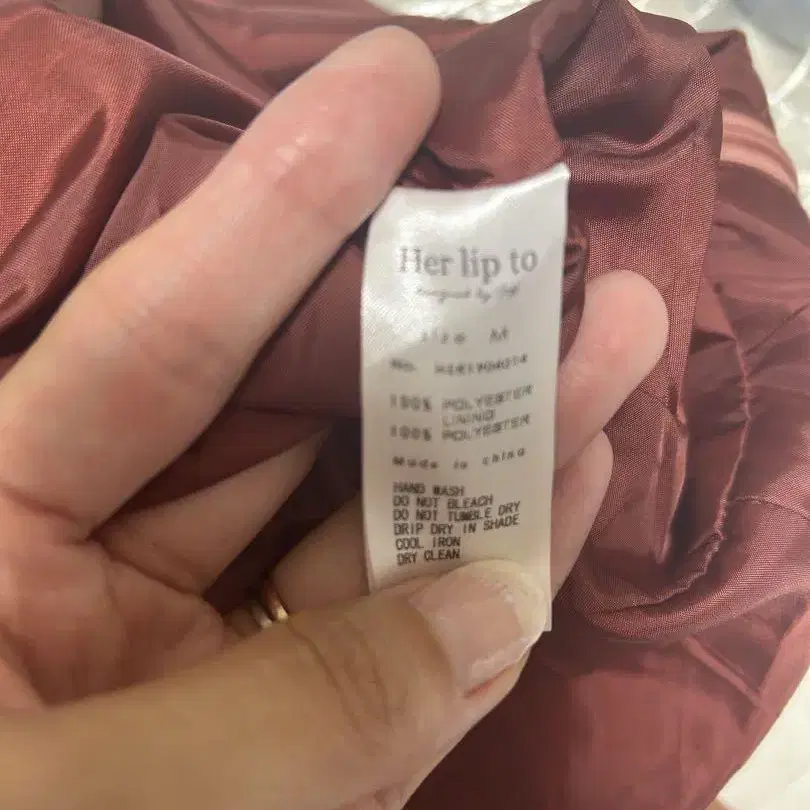 Her lip to
size M
No.
100% POLYESTER
LINING
100% POLYESTER
Made in china
HAND WASH
DO NOT BLEACH
DO NOT TUMBLE DRY
DRIP DRY IN SHADE
COOL IRON
DRY CLEAN